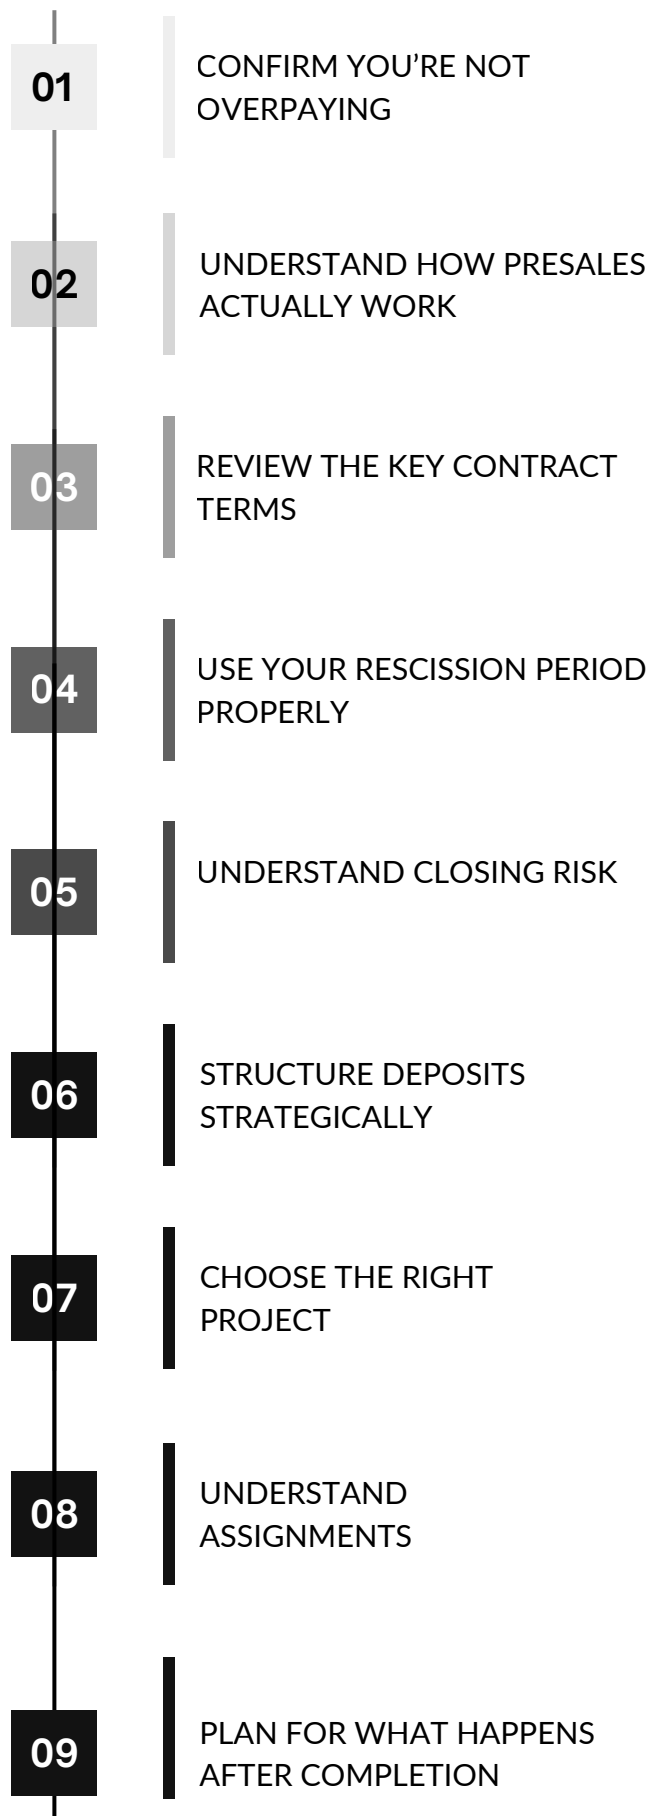 01
CONFIRM YOU’RE NOT
OVERPAYING
02
UNDERSTAND HOW PRESALES
ACTUALLY WORK
03
REVIEW THE KEY CONTRACT
TERMS
04
USE YOUR RESCISSION PERIOD
PROPERLY
05
UNDERSTAND CLOSING RISK
06
STRUCTURE DEPOSITS
STRATEGICALLY
07
CHOOSE THE RIGHT
PROJECT
08
UNDERSTAND
ASSIGNMENTS
09
PLAN FOR WHAT HAPPENS
AFTER COMPLETION